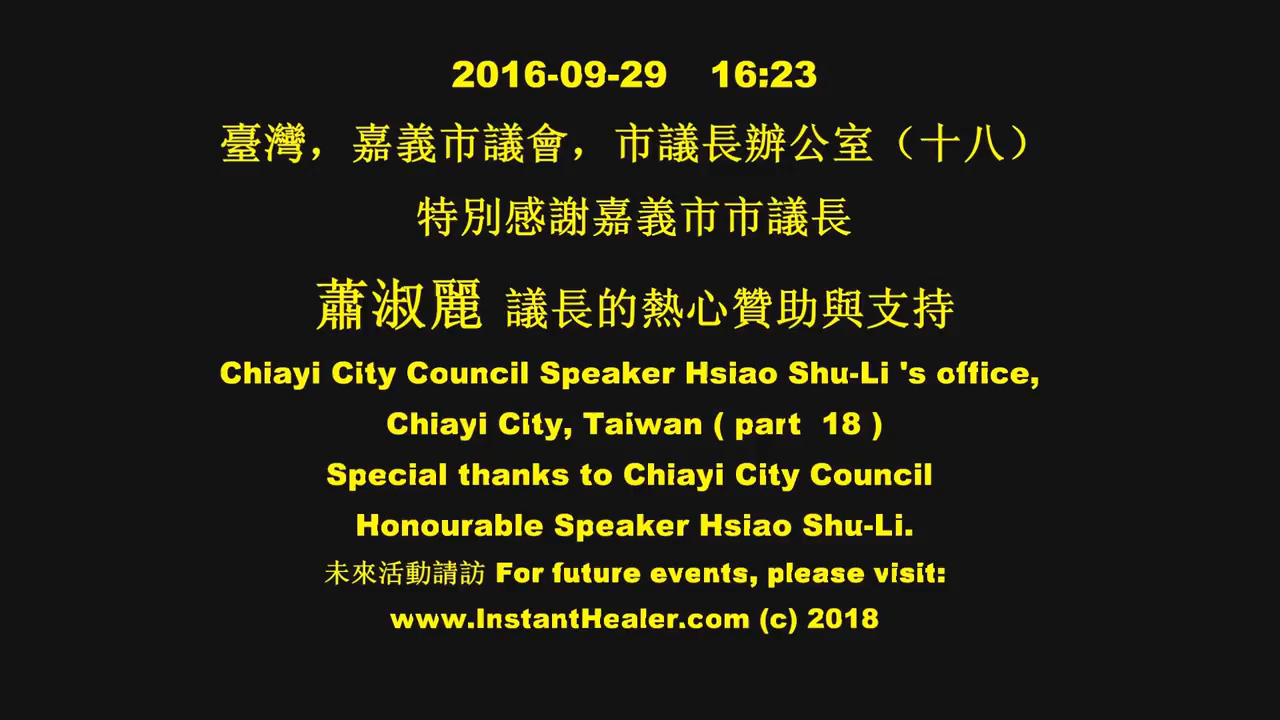 2016-09-29 16:23
臺灣，嘉義市議會，市議長辦公室（十八）
特別感謝嘉義市市議長
蕭淑麗 議長的熱心贊助與支持
Chiayi City Council Speaker Hsiao Shu-Li 's office,
Chiayi City, Taiwan ( part 18 )
Special thanks to Chiayi City Council
Honourable Speaker Hsiao Shu-Li.
未來活動請訪 For future events, please visit:
www.InstantHealer.com (c) 2018